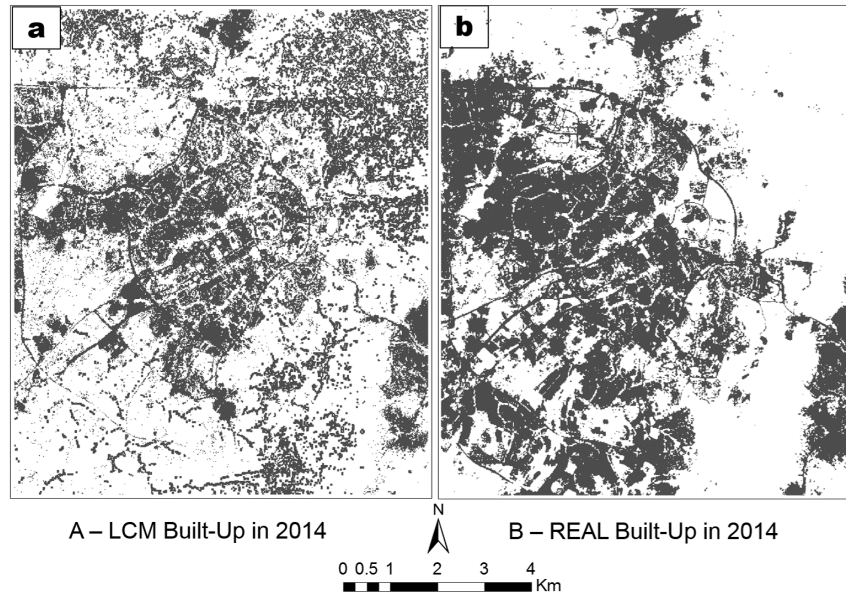 a
b
A – LCM Built-Up in 2014
N
B – REAL Built-Up in 2014
0 0.5 1 2 3 4
Km